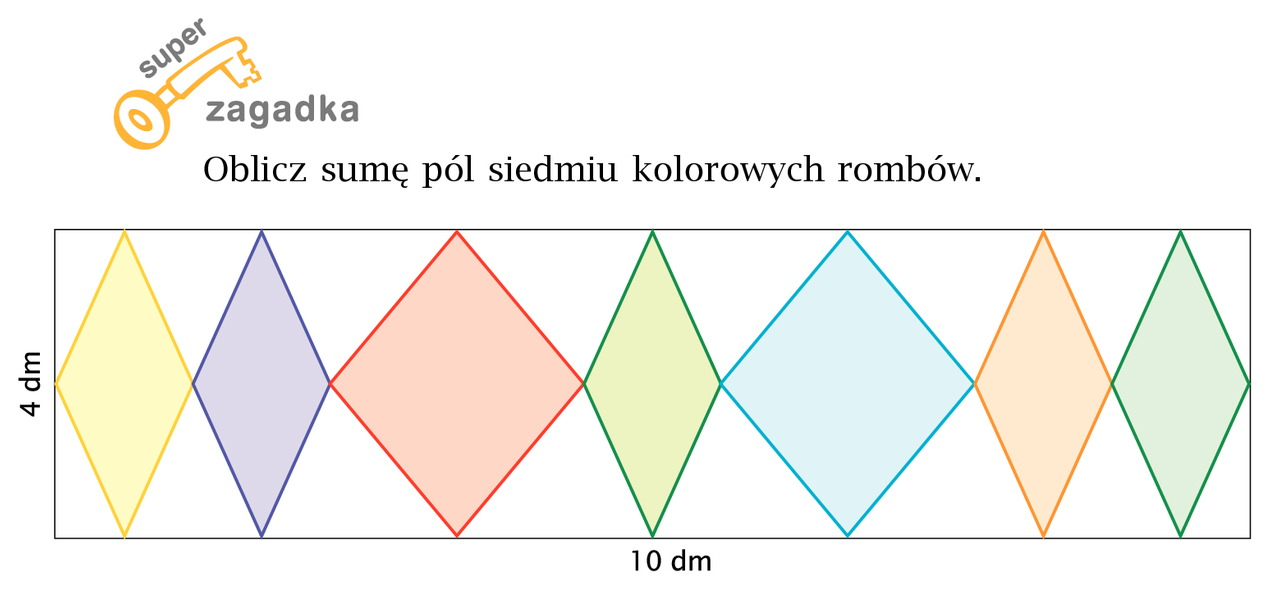 super
zagadka
Oblicz sumę pól siedmiu kolorowych rombów.
4 dm
10 dm